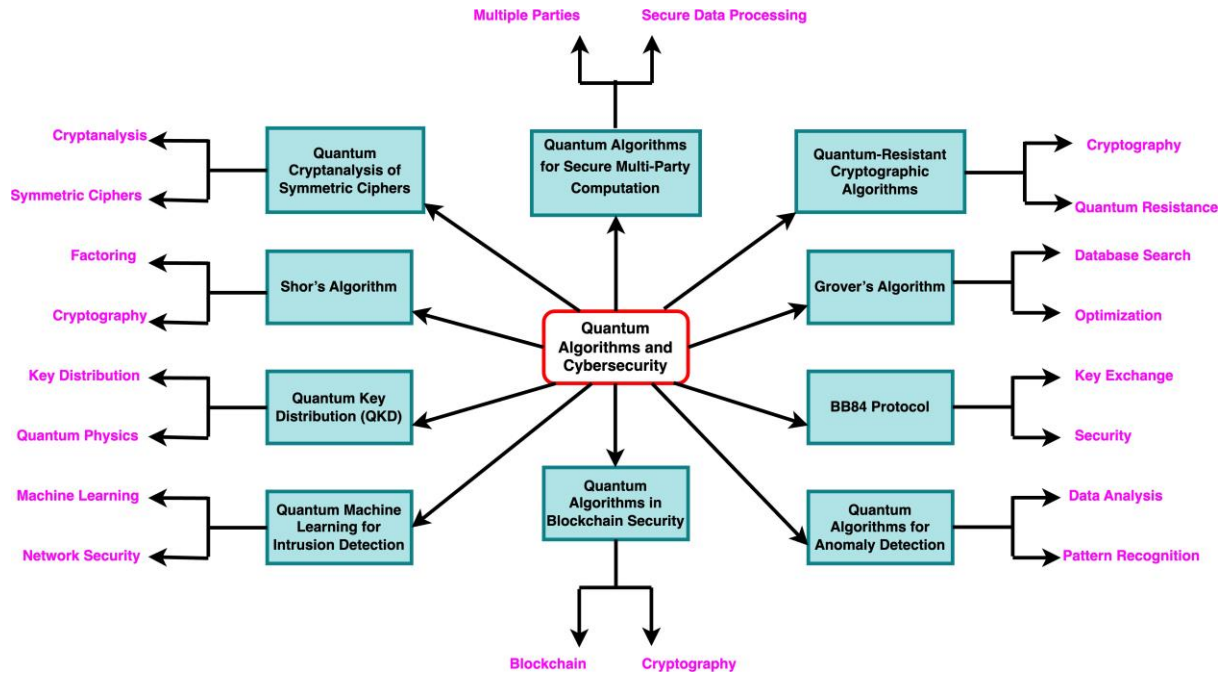 Multiple Parties
Secure Data Processing
Cryptanalysis
Symmetric Ciphers
Quantum
Cryptanalysis of
Symmetric Ciphers
Quantum Algorithms
for Secure Multi-Party
Computation
Quantum-Resistant
Cryptographic
Algorithms
Cryptography
Quantum Resistance
Factoring
Cryptography
Shor's Algorithm
Grover's Algorithm
Database Search
Optimization
Quantum
Algorithms and
Cybersecurity
Key Distribution
Quantum Physics
Quantum Key
Distribution (QKD)
BB84 Protocol
Key Exchange
Security
Machine Learning
Network Security
Quantum Machine
Learning for
Intrusion Detection
Quantum
Algorithms in
Blockchain Security
Quantum
Algorithms for
Anomaly Detection
Data Analysis
Pattern Recognition
Blockchain
Cryptography